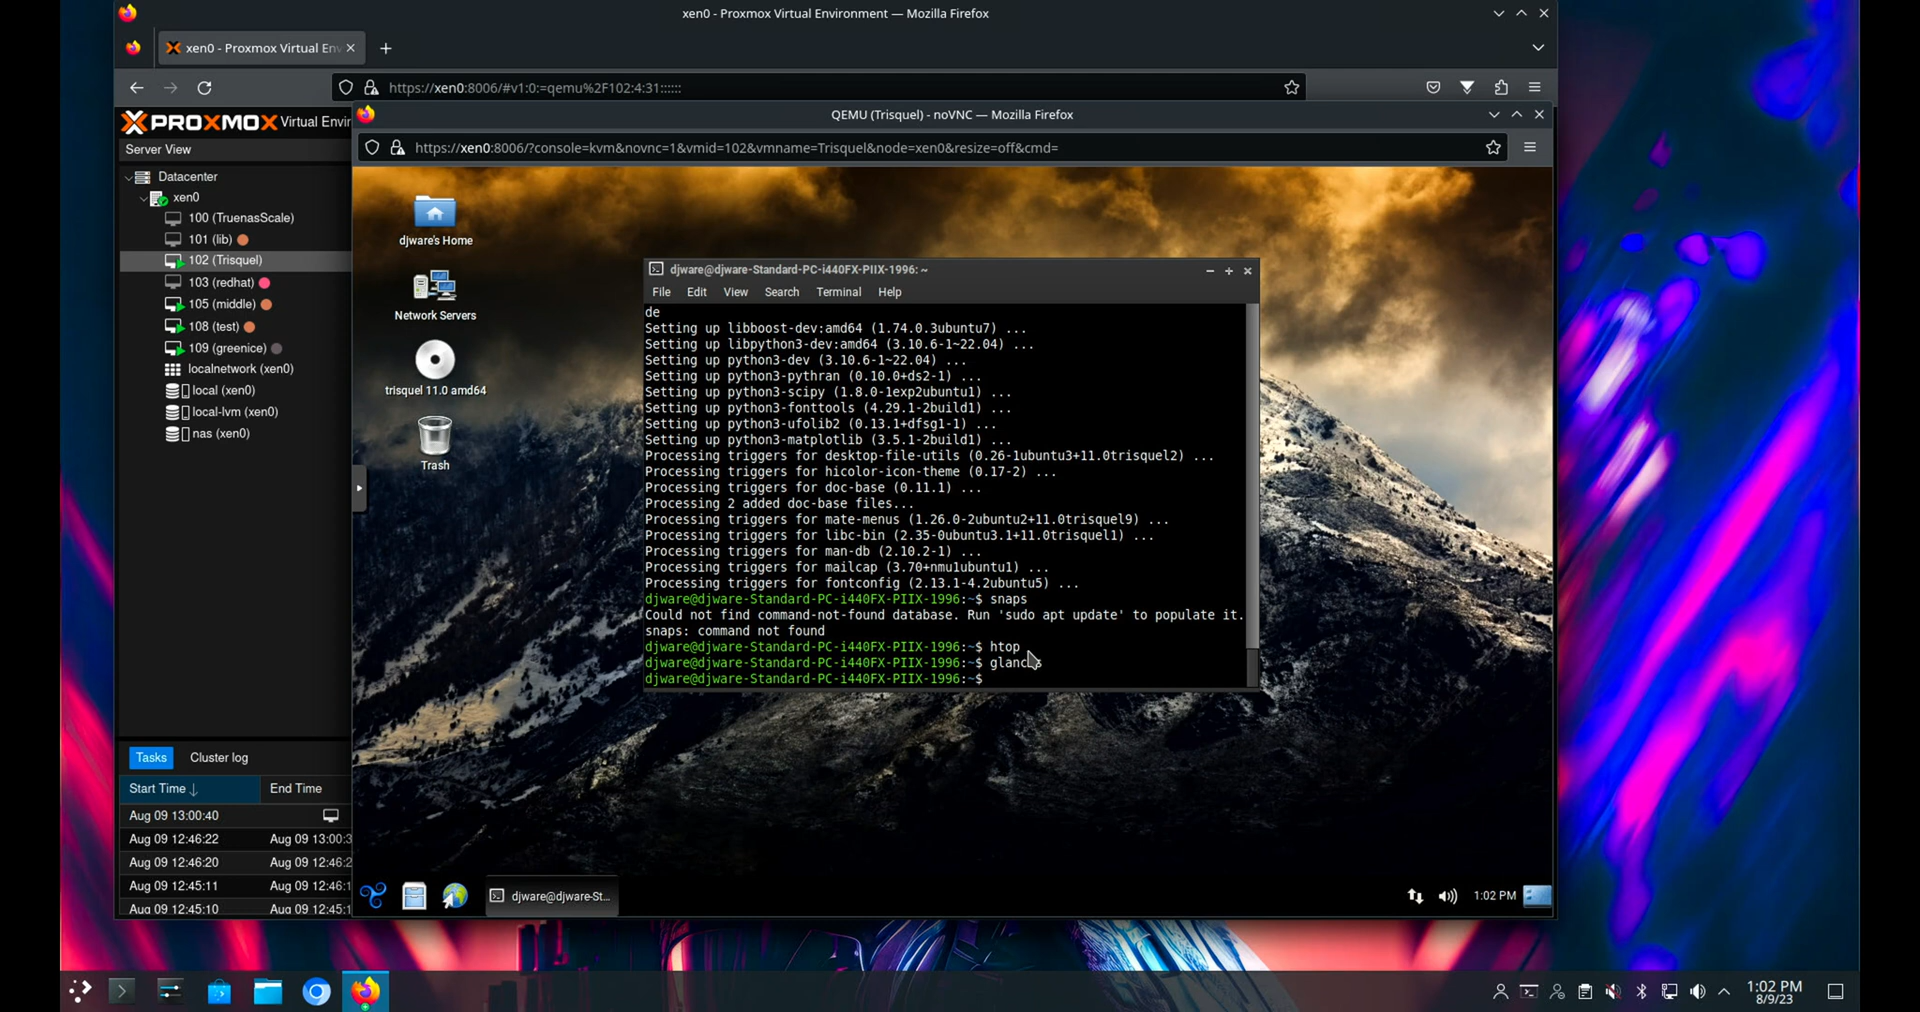 xen0 - Proxmox Virtual Environment — Mozilla Firefox
xen0 - Proxmox Virtual Env
https://xen0:8006/#v1:0:=qemu%2F102:4:31::::::
PROXMOX Virtual Envir
QEMU (Trisquel) - noVNC — Mozilla Firefox
https://xen0:8006/?console=kvm&novnc=1&vmid=102&vmname=Trisquel&node=xen0&resize=off&cmd=
Server View
Datacenter
xen0
100 (TruenasScale)
101 (lib)
102 (Trisquel)
103 (redhat)
105 (middle)
108 (test)
109 (greenice)
localnetwork (xen0)
local (xen0)
local-lvm (xen0)
nas (xen0)
djware's Home
Network Servers
trisquel 11.0 amd64
Trash
djware@djware-Standard-PC-i440FX-PIIX-1996: ~
File Edit View Search Terminal Help
de
Setting up libboost-dev:amd64 (1.74.0.3ubuntu7) ...
Setting up libpython3-dev:amd64 (3.10.6-1~22.04) ...
Setting up python3-dev (3.10.6-1~22.04) ...
Setting up python3-pythran (0.10.0+ds2-1) ...
Setting up python3-scipy (1.8.0-1exp2ubuntu1) ...
Setting up python3-fonttools (4.29.1-2build1) ...
Setting up python3-ufolib2 (0.13.1+dfsg1-1) ...
Setting up python3-matplotlib (3.5.1-2build1) ...
Processing triggers for desktop-file-utils (0.26-1ubuntu3+11.0trisquel2) ...
Processing triggers for hicolor-icon-theme (0.17-2) ...
Processing triggers for doc-base (0.11.1) ...
Processing 2 added doc-base files...
Processing triggers for mate-menus (1.26.0-2ubuntu2+11.0trisquel9) ...
Processing triggers for libc-bin (2.35-0ubuntu3.1+11.0trisquel1) ...
Processing triggers for man-db (2.10.2-1) ...
Processing triggers for mailcap (3.70+nmu1ubuntu1) ...
Processing triggers for fontconfig (2.13.1-4.2ubuntu5) ...
djware@djware-Standard-PC-i440FX-PIIX-1996:~$ snaps
Could not find command-not-found database. Run 'sudo apt update' to populate it.
snaps: command not found
djware@djware-Standard-PC-i440FX-PIIX-1996:~$ htop
djware@djware-Standard-PC-i440FX-PIIX-1996:~$ glances
djware@djware-Standard-PC-i440FX-PIIX-1996:~$
Tasks Cluster log
Start Time End Time
Aug 09 13:00:40
Aug 09 12:46:22 Aug 09 13:00:3
Aug 09 12:46:20 Aug 09 12:46:2
Aug 09 12:45:11 Aug 09 12:46:1
Aug 09 12:45:10 Aug 09 12:45:1
djware@djware-St...
1:02 PM
1:02 PM
8/9/23